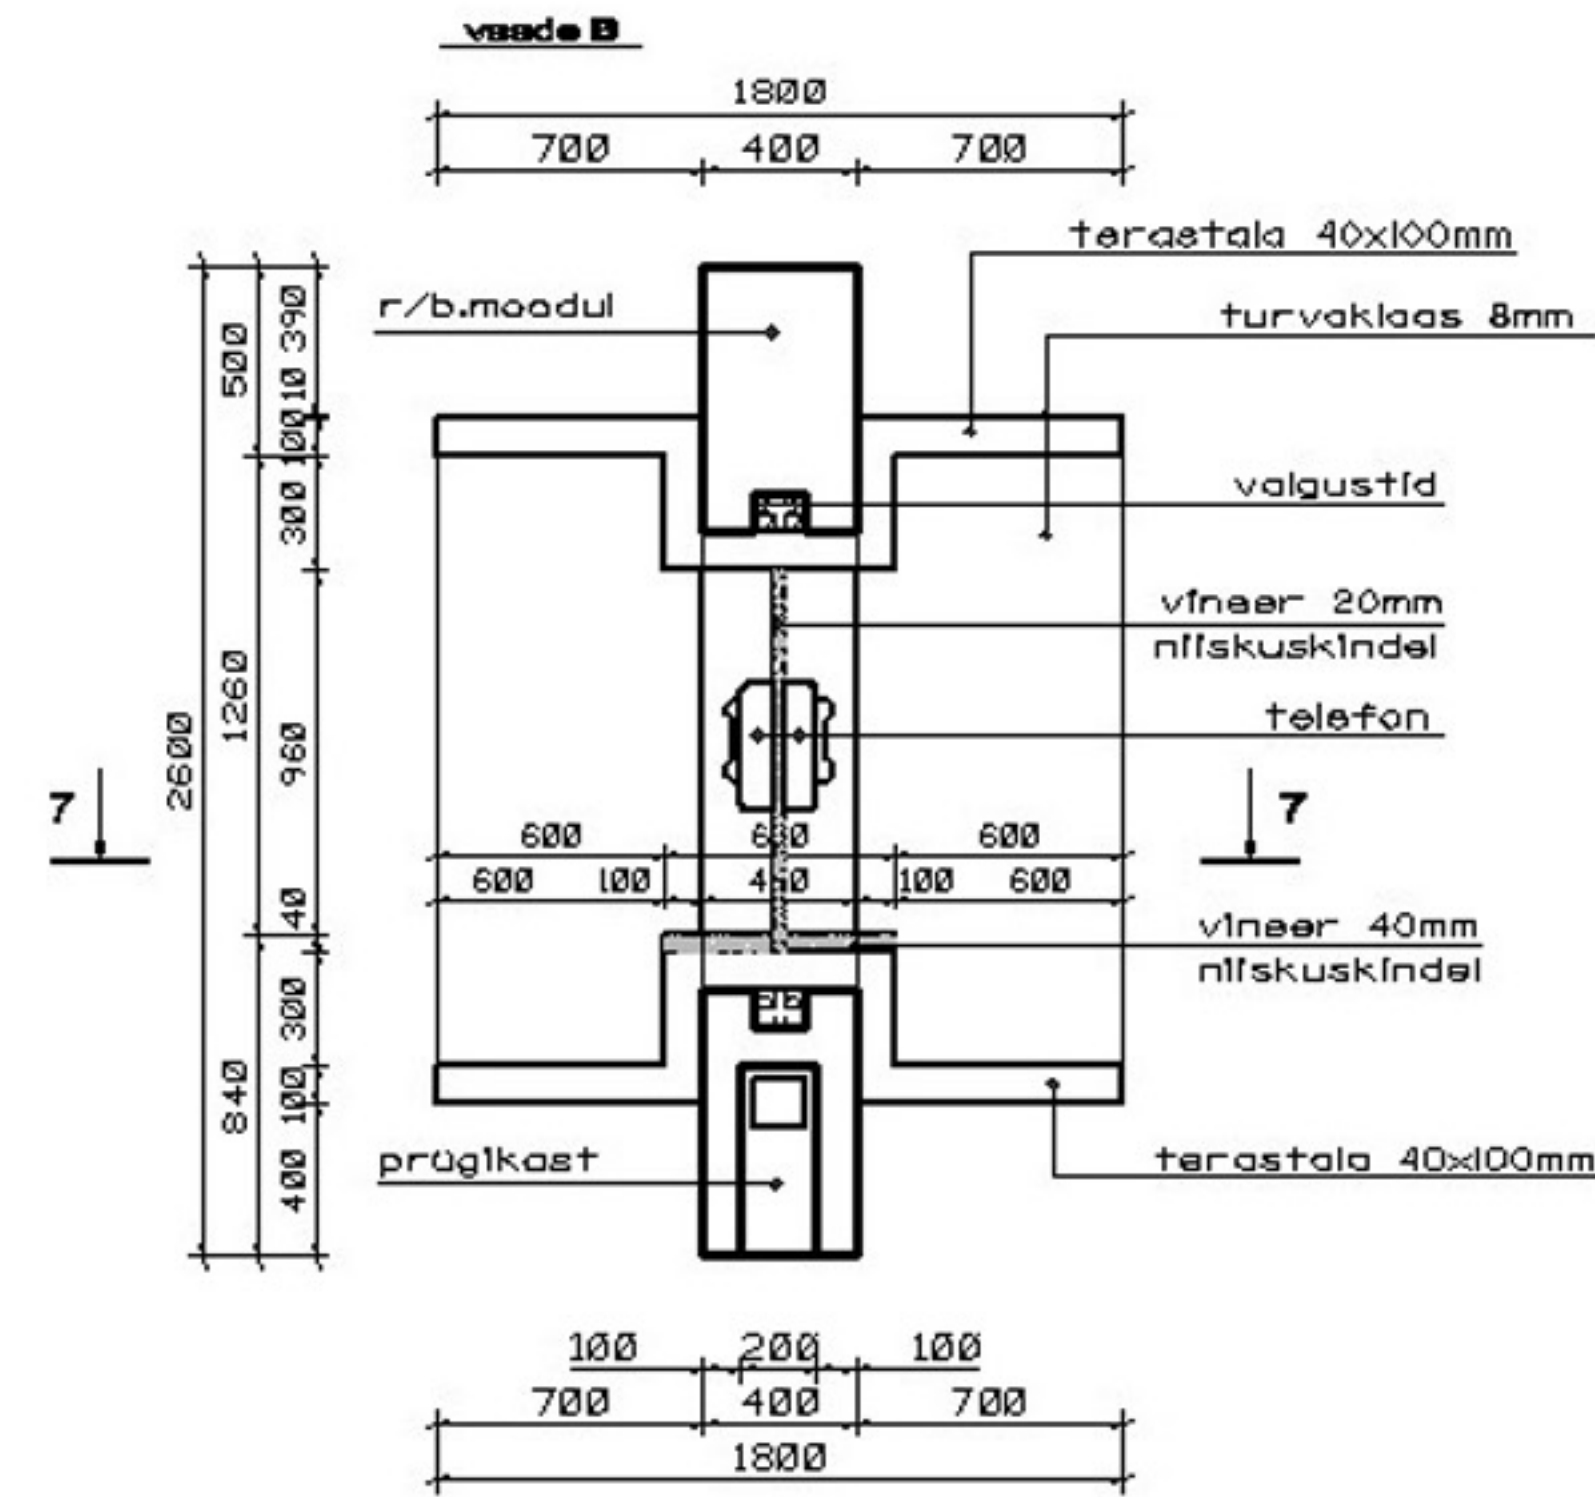 vaade B
1800
700 400 700
terastala 40x100mm
r/b.moodul
turvaklaas 8mm
390
500
10
100
valgustid
300
vineer 20mm
niiskuskindel
1260
telefon
2600
960
7 7
600 600 600
600 100 400 100 600
40
vineer 40mm
niiskuskindel
300
840
100
prügikast
terastala 40x100mm
400
100 200 100
700 400 700
1800